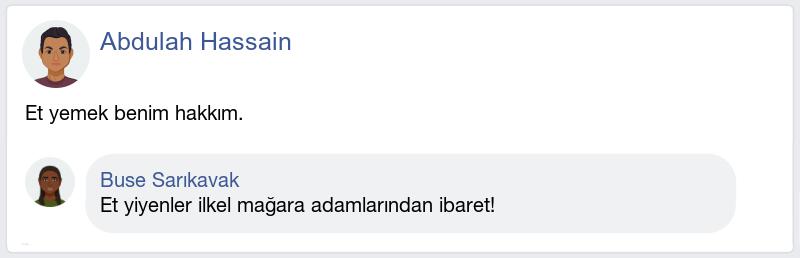 Abdulah Hassain
Et yemek benim hakkım.
Buse Sarıkavak
Et yiyenler ilkel mağara adamlarından ibaret!